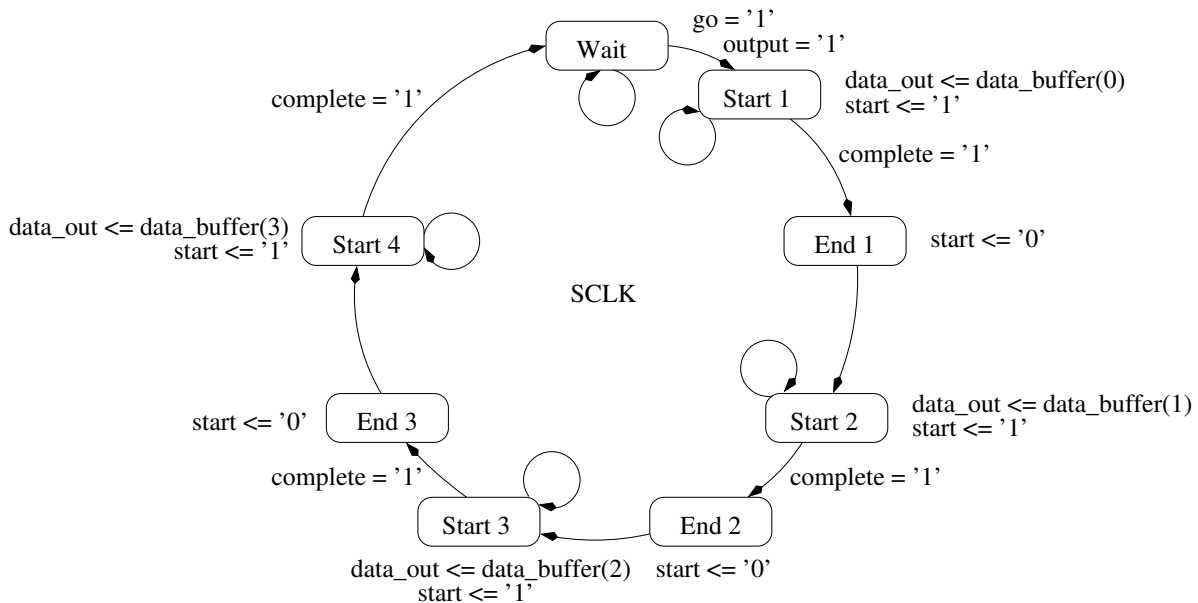 go = '1'
output = '1'
Wait
Start 1
data_out <= data_buffer(0)
start <= '1'
complete = '1'
complete = '1'
data_out <= data_buffer(3)
start <= '1'
Start 4
End 1
start <= '0'
SCLK
start <= '0'
End 3
Start 2
data_out <= data_buffer(1)
start <= '1'
complete = '1'
complete = '1'
Start 3
End 2
data_out <= data_buffer(2)
start <= '1'
start <= '0'